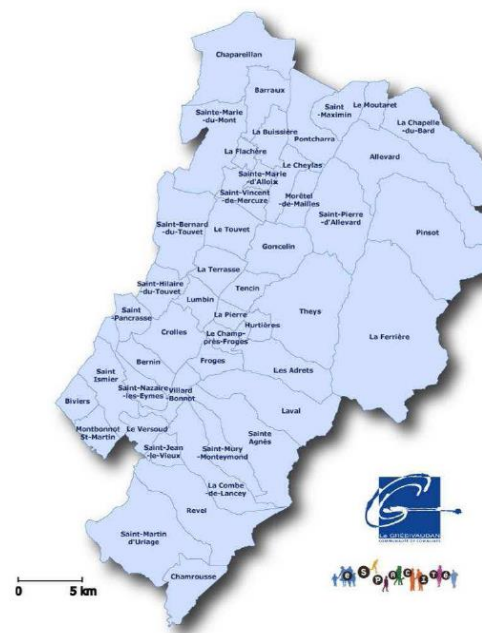 Chapareillan
Barraux
Sainte-Marie
-du-Mont
Saint
Maximin
Le Moutaret
La Chapelle
-du-Bard
La Buissière
Pontcharra
La Flachère
Le Cheylas
Allevard
Sainte-Marie
d'Alloix
Saint-Vincent
-de-Mercuze
Morêtel
-de-Mailles
Saint-Pierre
d'Allevard
Saint-Bernard
-du-Touvet
Le Touvet
Goncelin
Pinsot
La Terrasse
Saint-Hilaire
-du-Touvet
Tencin
Lumbin
Saint
-Pancrasse
La Pierre
Theys
Crolles
Le Champ
-près-Froges
Hurtières
La Ferrière
Bernin
Froges
Les Adrets
Saint
Ismier
Saint-Nazaire
-les-Eymes
Villard
-Bonnot
Biviers
Laval
Montbonnot
St-Martin
Le Versoud
Sainte
Agnès
Saint-Jean
-le-Vieux
Saint-Mury
-Monteymond
La Combe
-de-Lancey
Revel
Saint-Martin
d'Uriage
Chamrousse
0 5 km
Le GRÉSIVAUDAN